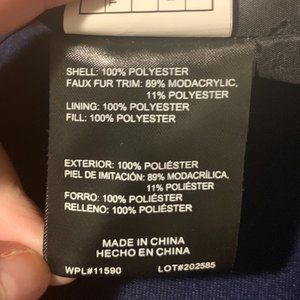 SHELL: 100% POLYESTER
FAUX FUR TRIM: 89% MODACRYLIC,
11% POLYESTER
LINING: 100% POLYESTER
FILL: 100% POLYESTER
EXTERIOR: 100% POLIÉSTER
PIEL DE IMITACIÓN: 89% MODACRÍLICA,
11% POLIÉSTER
FORRO: 100% POLIÉSTER
RELLENO: 100% POLIÉSTER
MADE IN CHINA
HECHO EN CHINA
WPL#11590 LOT#202585